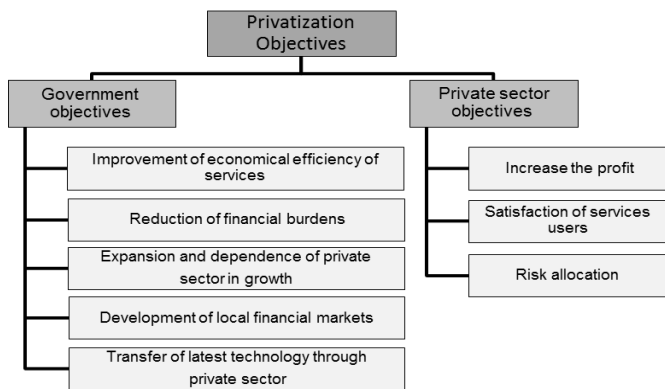 Privatization
Objectives
Government
objectives
Improvement of economical efficiency of
services
Reduction of financial burdens
Expansion and dependence of private
sector in growth
Development of local financial markets
Transfer of latest technology through
private sector
Private sector
objectives
Increase the profit
Satisfaction of services
users
Risk allocation